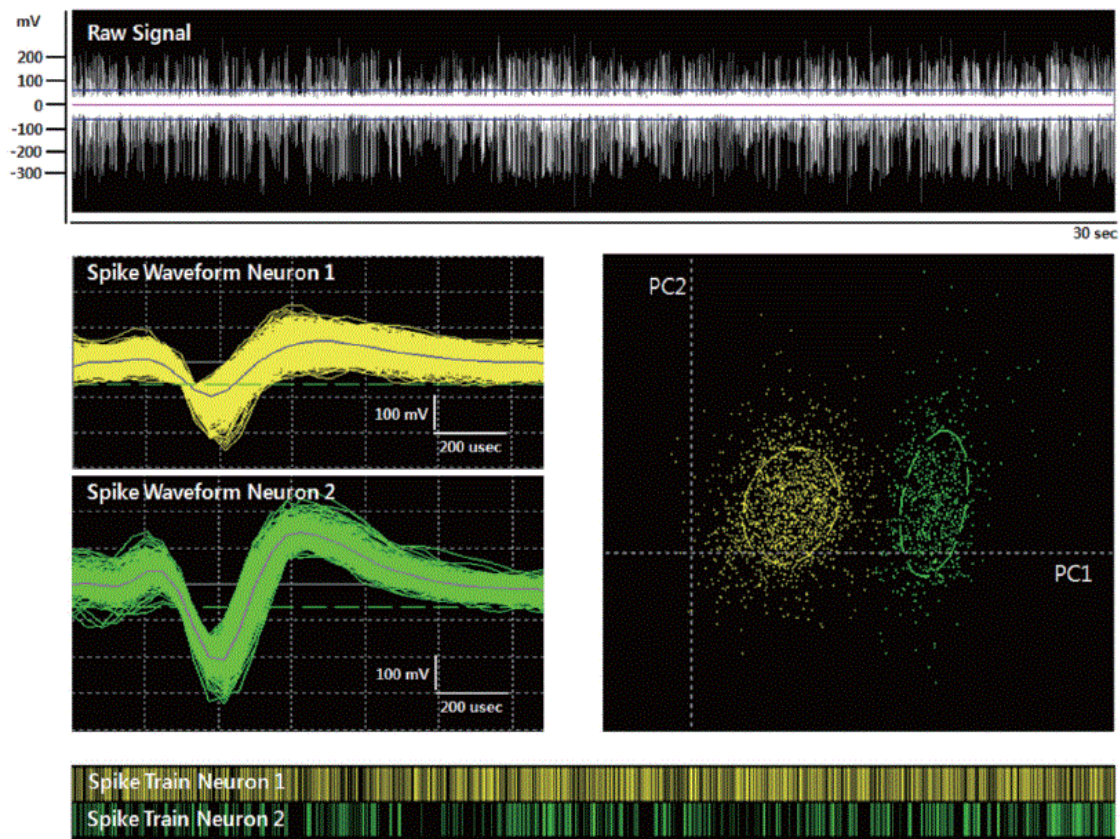 mV
Raw Signal
200
100
0
-100
-200
-300
30 sec
Spike Waveform Neuron 1
100 mV
200 usec
Spike Waveform Neuron 2
100 mV
200 usec
PC2
PC1
Spike Train Neuron 1
Spike Train Neuron 2